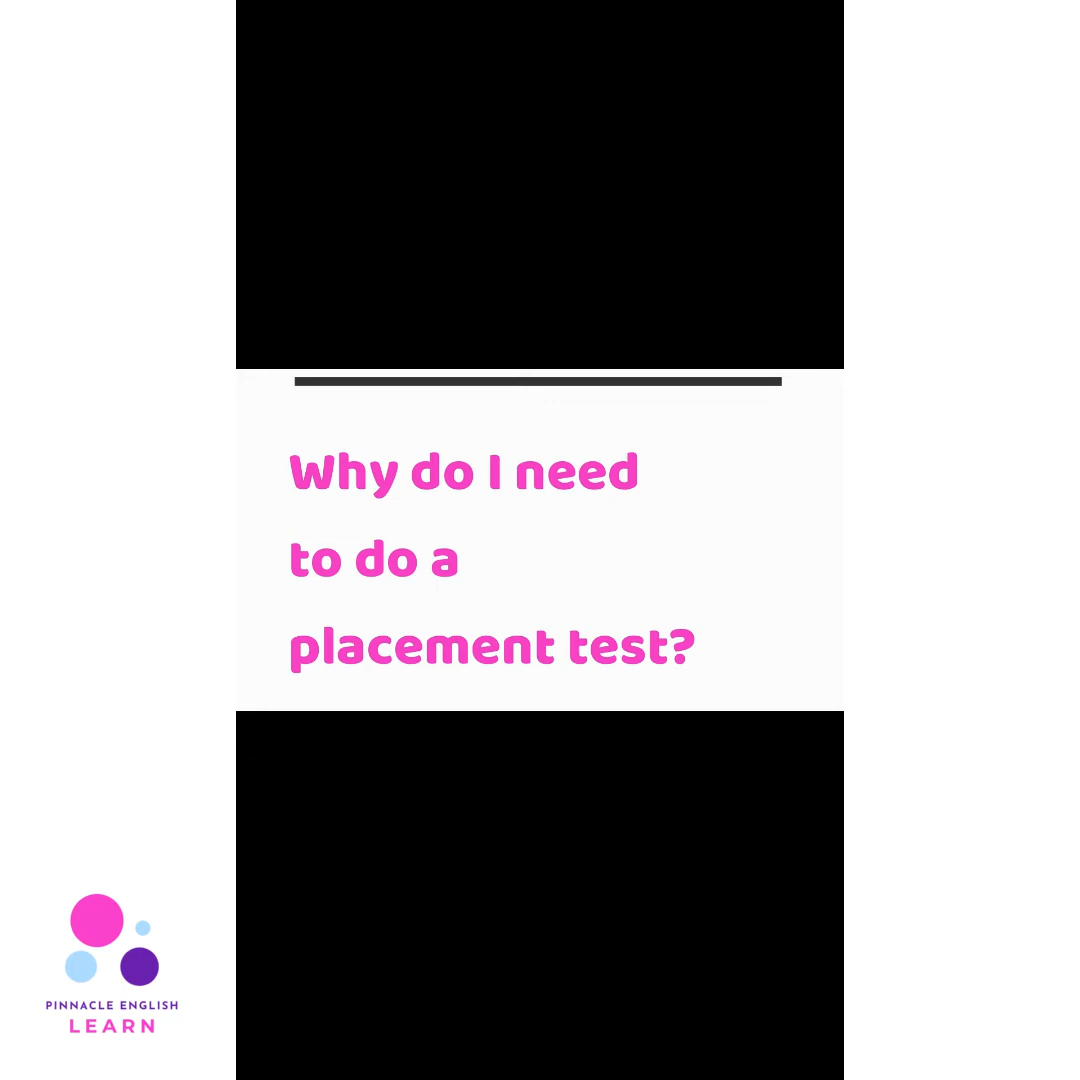 Why do I need
to do a
placement test?
PINNACLE ENGLISH
LEARN